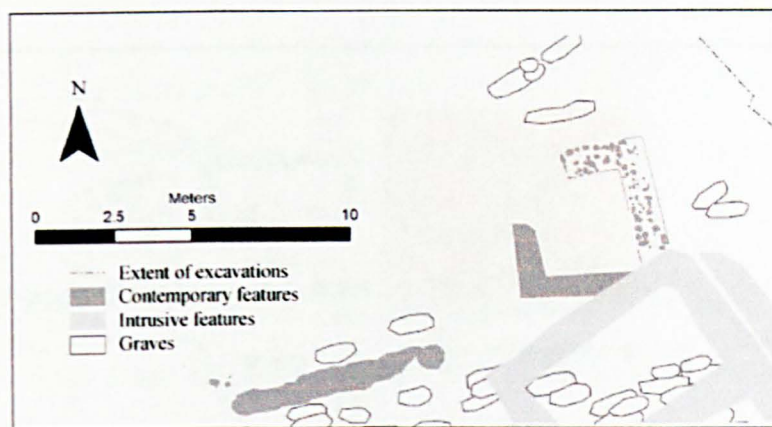 N
Meters
0 2.5 5 10
Extent of excavations
Contemporary features
Intrusive features
Graves